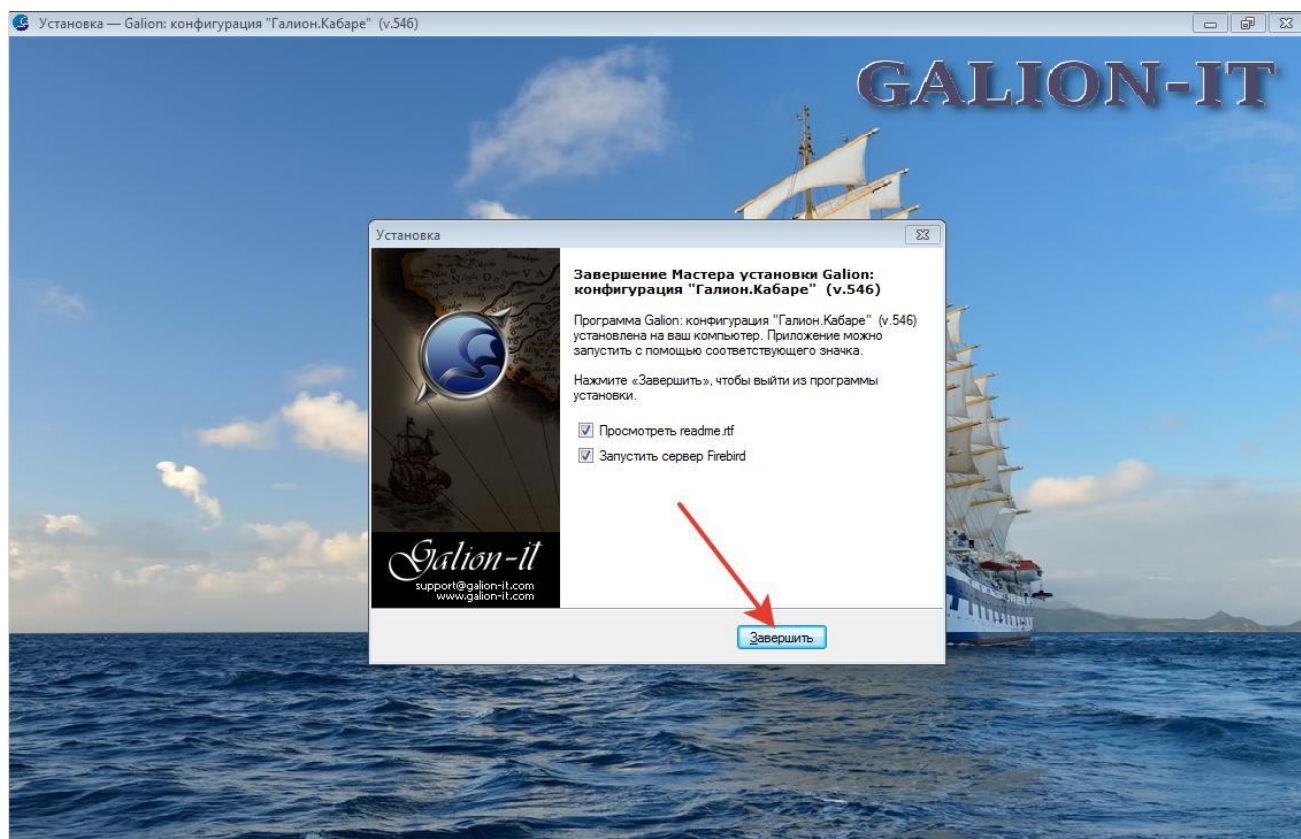 Установка — Galion: конфигурация "Галион.Кабаре" (v.546)
GALION-IT
Установка
Завершение Мастера установки Galion:
конфигурация "Галион.Кабаре" (v.546)
Программа Galion: конфигурация "Галион.Кабаре" (v.546)
установлена на ваш компьютер. Приложение можно
запустить с помощью соответствующего значка.
Нажмите «Завершить», чтобы выйти из программы
установки.
Просмотреть readme.rtf
Запустить сервер Firebird
Galion-it
support@galion-it.com
www.galion-it.com
Завершить